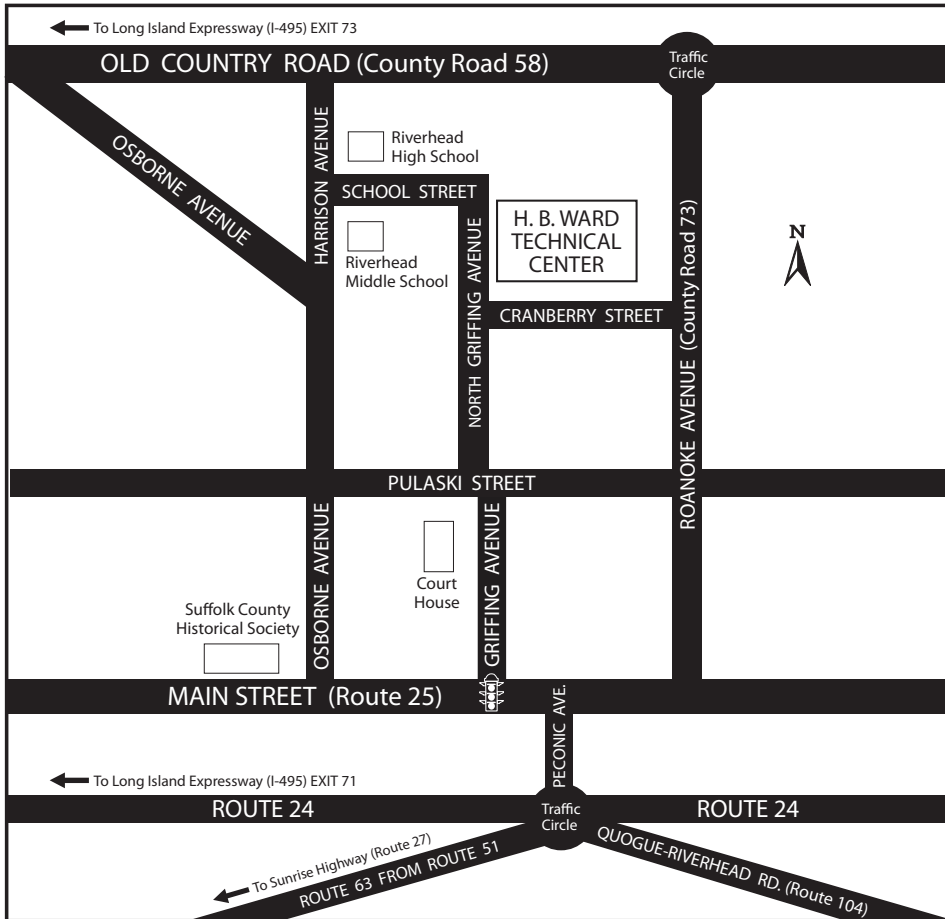 To Long Island Expressway (I-495) EXIT 73
OLD COUNTRY ROAD (County Road 58)
Traffic
Circle
OSBORNE AVENUE
HARRISON AVENUE
Riverhead
High School
SCHOOL STREET
H. B. WARD
TECHNICAL
CENTER
Riverhead
Middle School
NORTH GRIFFING AVENUE
CRANBERRY STREET
ROANOKE AVENUE (County Road 73)
N
PULASKI STREET
OSBORNE AVENUE
Court
House
GRIFFING AVENUE
Suffolk County
Historical Society
MAIN STREET (Route 25)
PECONIC AVE.
To Long Island Expressway (I-495) EXIT 71
ROUTE 24
Traffic
Circle
ROUTE 24
To Sunrise Highway (Route 27)
ROUTE 63 FROM ROUTE 51
QUOGUE-RIVERHEAD RD. (Route 104)